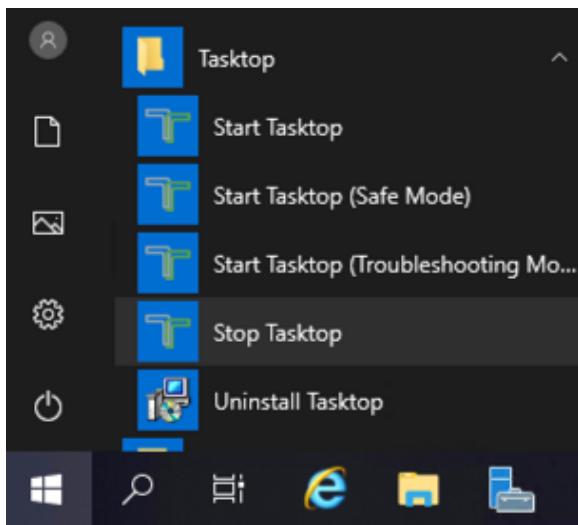 Tasktop
Start Tasktop
Start Tasktop (Safe Mode)
Start Tasktop (Troubleshooting Mo...
Stop Tasktop
Uninstall Tasktop